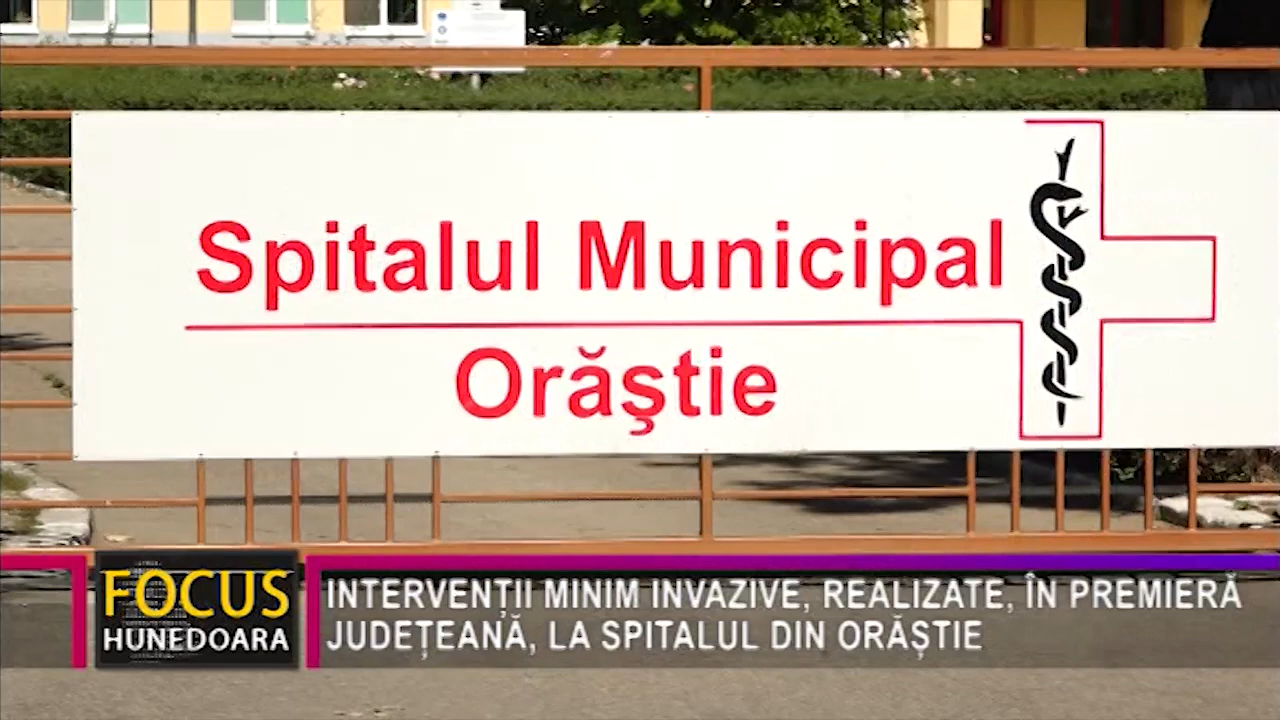 Spitalul Municipal
Orăştie
FOCUS
HUNEDOARA
INTERVENȚII MINIM INVAZIVE, REALIZATE, ÎN PREMIERĂ
JUDEȚEANĂ, LA SPITALUL DIN ORĂȘTIE